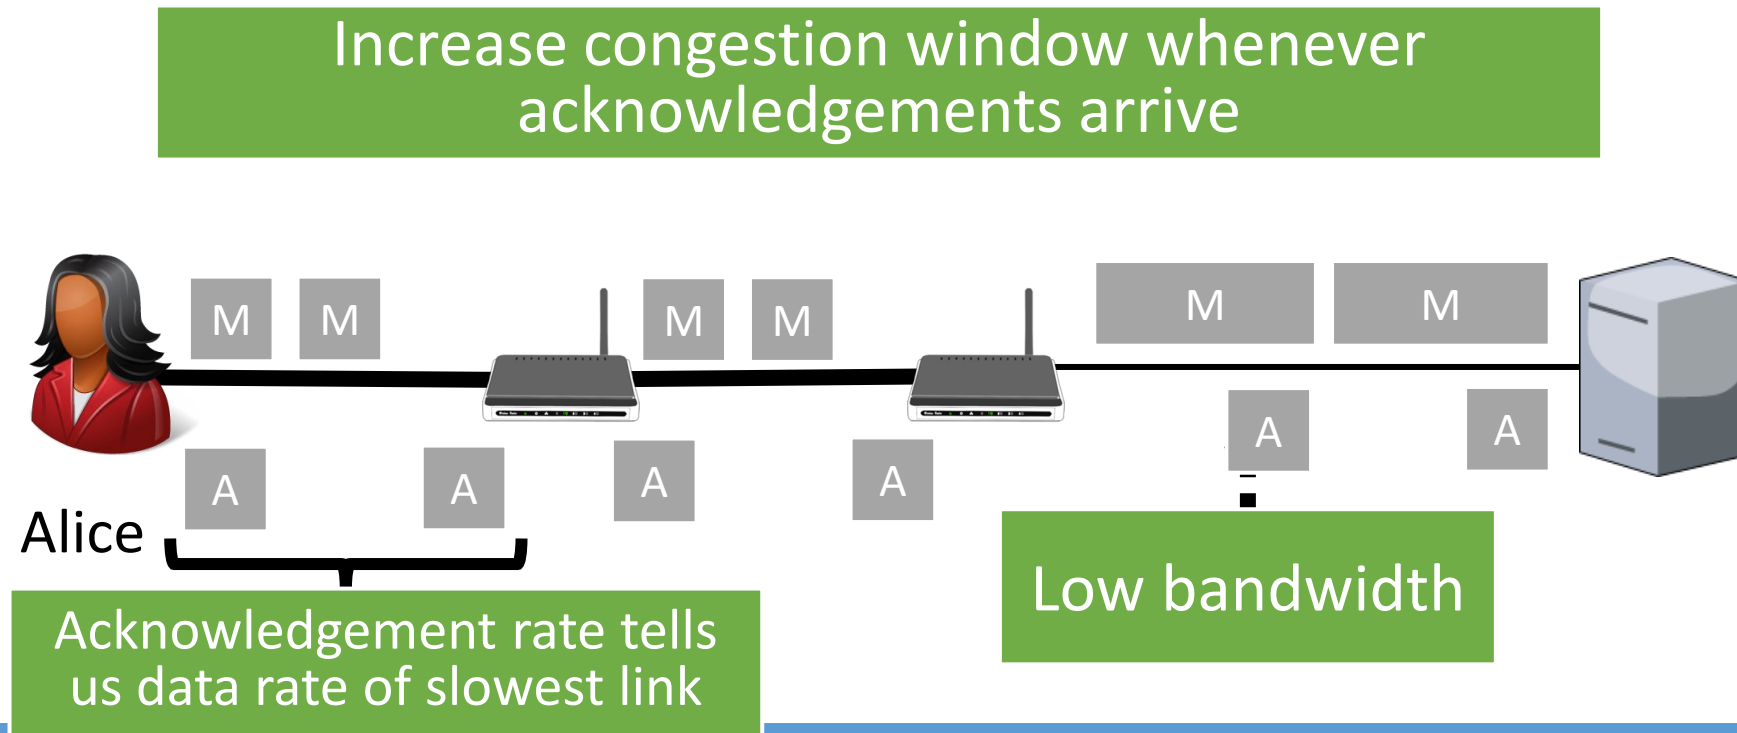 Increase congestion window whenever
acknowledgements arrive
M M M M M M
A A A A A A
Alice
Low bandwidth
Acknowledgement rate tells
us data rate of slowest link